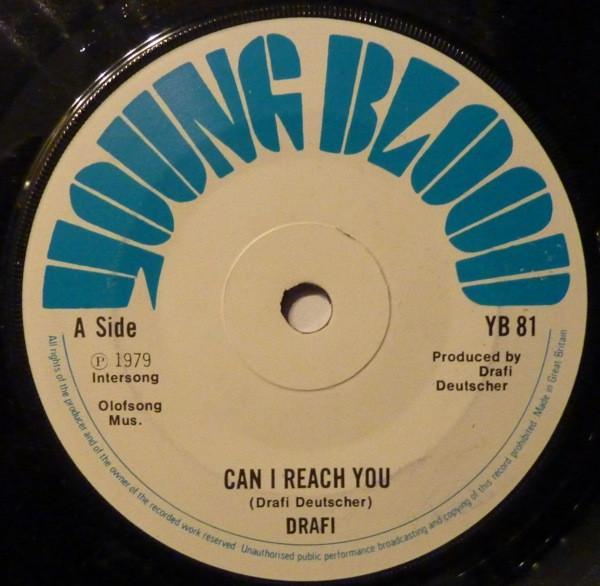 YOUNG BLOOD
A Side
YB 81
Ⓟ 1979
Intersong
Olofsong
Mus.
Produced by
Drafi
Deutscher
CAN I REACH YOU
(Drafi Deutscher)
DRAFI
All rights of the producer and of the owner of the recorded work reserved. Unauthorised public performance broadcasting and copying of this record prohibited. Made in Great Britain